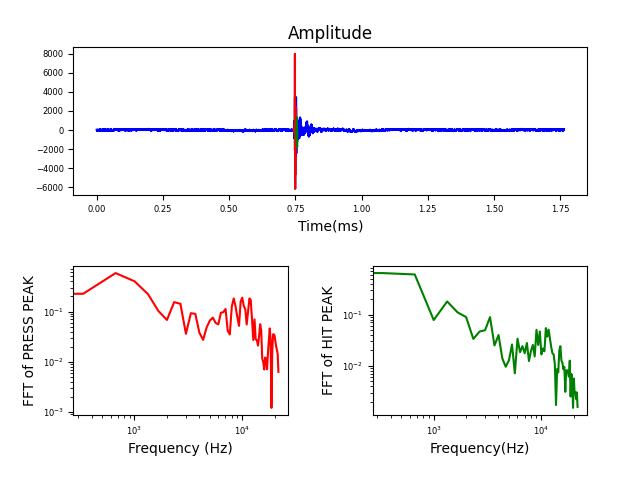 Amplitude
8000
6000
4000
2000
0
−2000
−4000
−6000
0.00 0.25 0.50 0.75 1.00 1.25 1.50 1.75
Time(ms)
FFT of PRESS PEAK
10⁻¹
10⁻²
10⁻³
10³ 10⁴
Frequency (Hz)
FFT of HIT PEAK
10⁻¹
10⁻²
10³ 10⁴
Frequency(Hz)